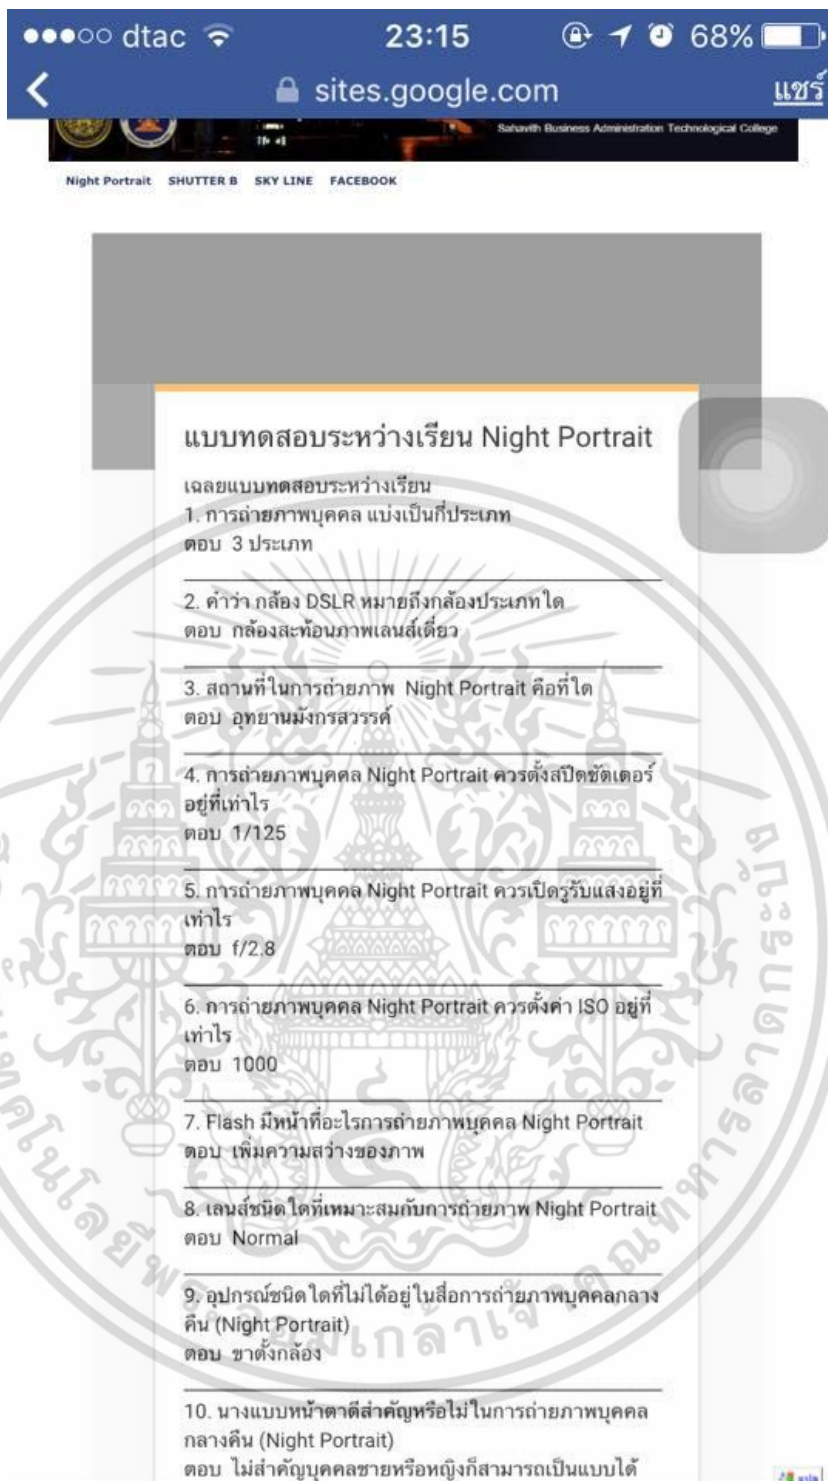 dtac 23:15 68%
sites.google.com แชร์
Sahavith Business Administration Technological College
Night Portrait SHUTTER B SKY LINE FACEBOOK
แบบทดสอบระหว่างเรียน Night Portrait
เฉลยแบบทดสอบระหว่างเรียน
1. การถ่ายภาพบุคคล แบ่งเป็นกี่ประเภท
ตอบ 3 ประเภท
2. คำว่า กล้อง DSLR หมายถึงกล้องประเภทใด
ตอบ กล้องสะท้อนภาพเลนส์เดี่ยว
3. สถานที่ในการถ่ายภาพ Night Portrait คือที่ใด
ตอบ อุทยานมังกรสวรรค์
4. การถ่ายภาพบุคคล Night Portrait ควรตั้งสปีดชัตเตอร์
อยู่ที่เท่าไร
ตอบ 1/125
5. การถ่ายภาพบุคคล Night Portrait ควรเปิดรูรับแสงอยู่ที่
เท่าไร
ตอบ f/2.8
6. การถ่ายภาพบุคคล Night Portrait ควรตั้งค่า ISO อยู่ที่
เท่าไร
ตอบ 1000
7. Flash มีหน้าที่อะไรการถ่ายภาพบุคคล Night Portrait
ตอบ เพิ่มความสว่างของภาพ
8. เลนส์ชนิดใดที่เหมาะสมกับการถ่ายภาพ Night Portrait
ตอบ Normal
9. อุปกรณ์ชนิดใดที่ไม่ได้อยู่ในสื่อการถ่ายภาพบุคคลกลาง
คืน (Night Portrait)
ตอบ ขาตั้งกล้อง
10. นางแบบหน้าตาดีสำคัญหรือไม่ในการถ่ายภาพบุคคล
กลางคืน (Night Portrait)
ตอบ ไม่สำคัญบุคคลชายหรือหญิงก็สามารถเป็นแบบได้